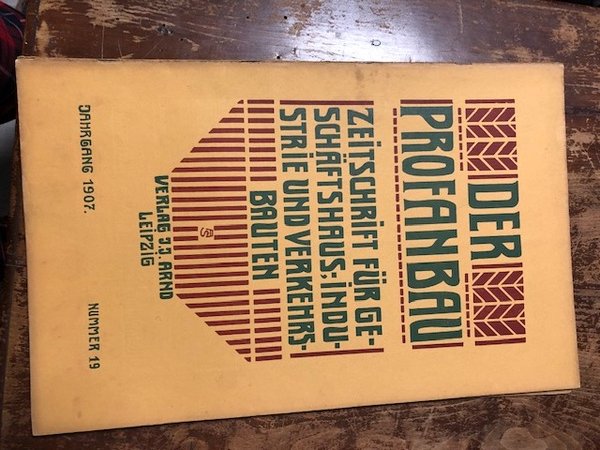 DER
PROFANBAU
ZEITSCHRIFT FÜR GE-
SCHÄFTSHAUS-, INDU-
STRIE UND VERKEHRS-
BAUTEN
VERLAG J.J. ARND
LEIPZIG
JAHRGANG 1907. NUMMER 19